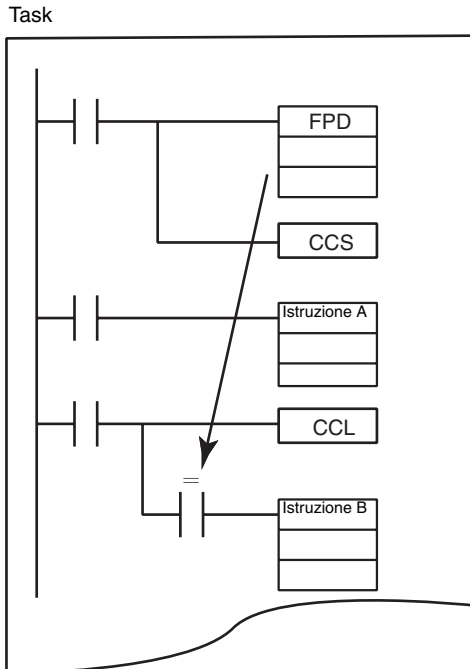 Task
FPD
CCS
Istruzione A
CCL
=
Istruzione B